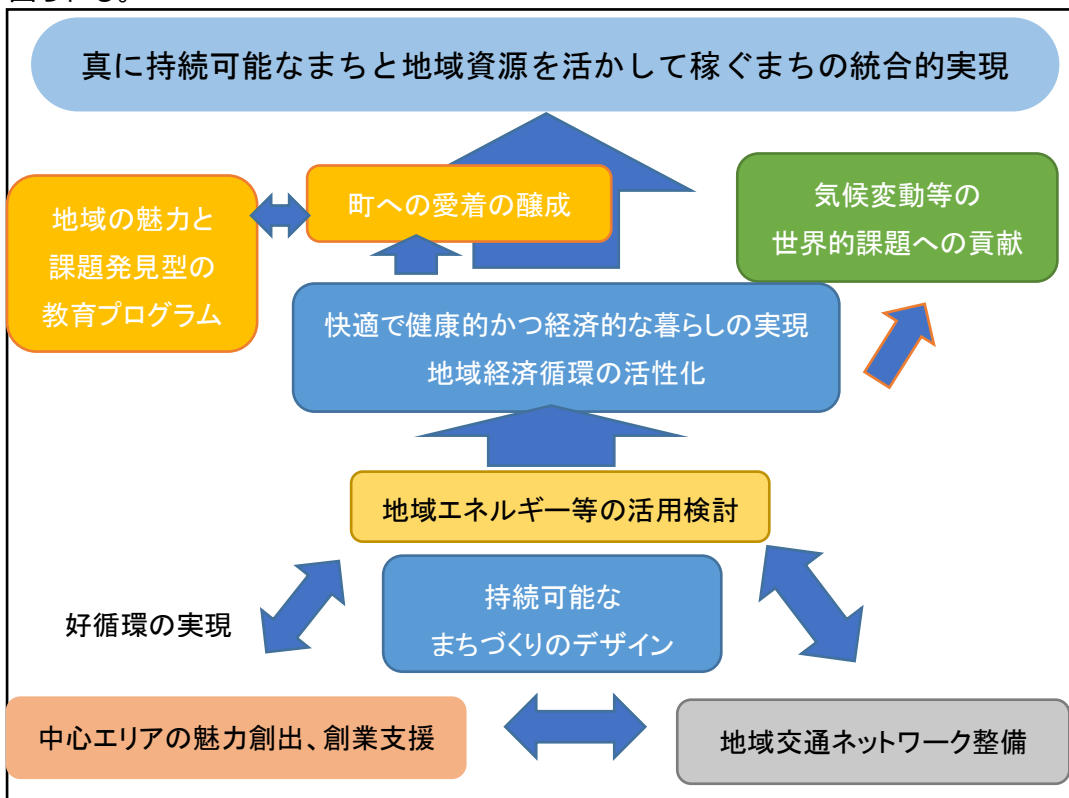 真に持続可能なまちと地域資源を活かして稼ぐまちの統合的実現
町への愛着の醸成
地域の魅力と
課題発見型の
教育プログラム
気候変動等の
世界的課題への貢献
快適で健康的かつ経済的な暮らしの実現
地域経済循環の活性化
地域エネルギー等の活用検討
持続可能な
まちづくりのデザイン
好循環の実現
中心エリアの魅力創出、創業支援
地域交通ネットワーク整備